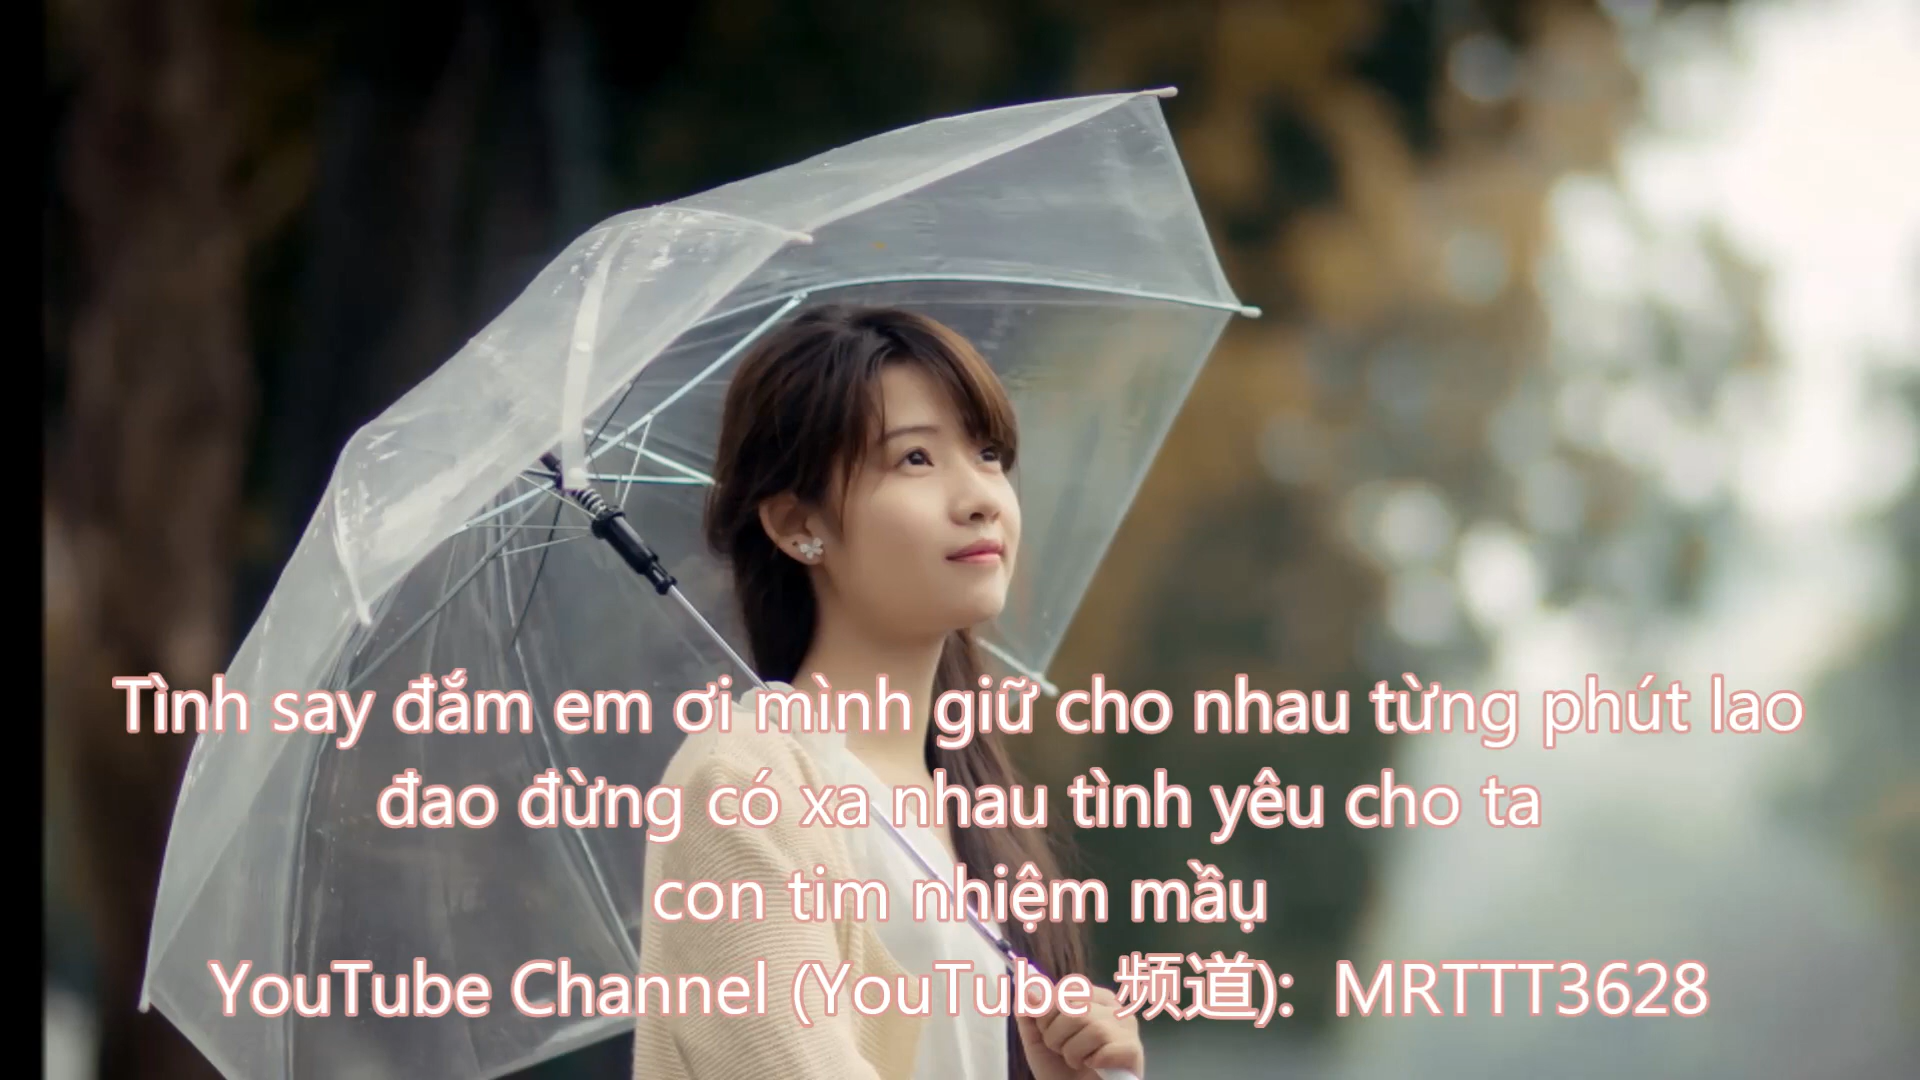 Tình say đắm em ơi mình giữ cho nhau từng phút lao
đao đừng có xa nhau tình yêu cho ta
con tim nhiệm mầụ
YouTube Channel (YouTube 频道):  MRTTT3628